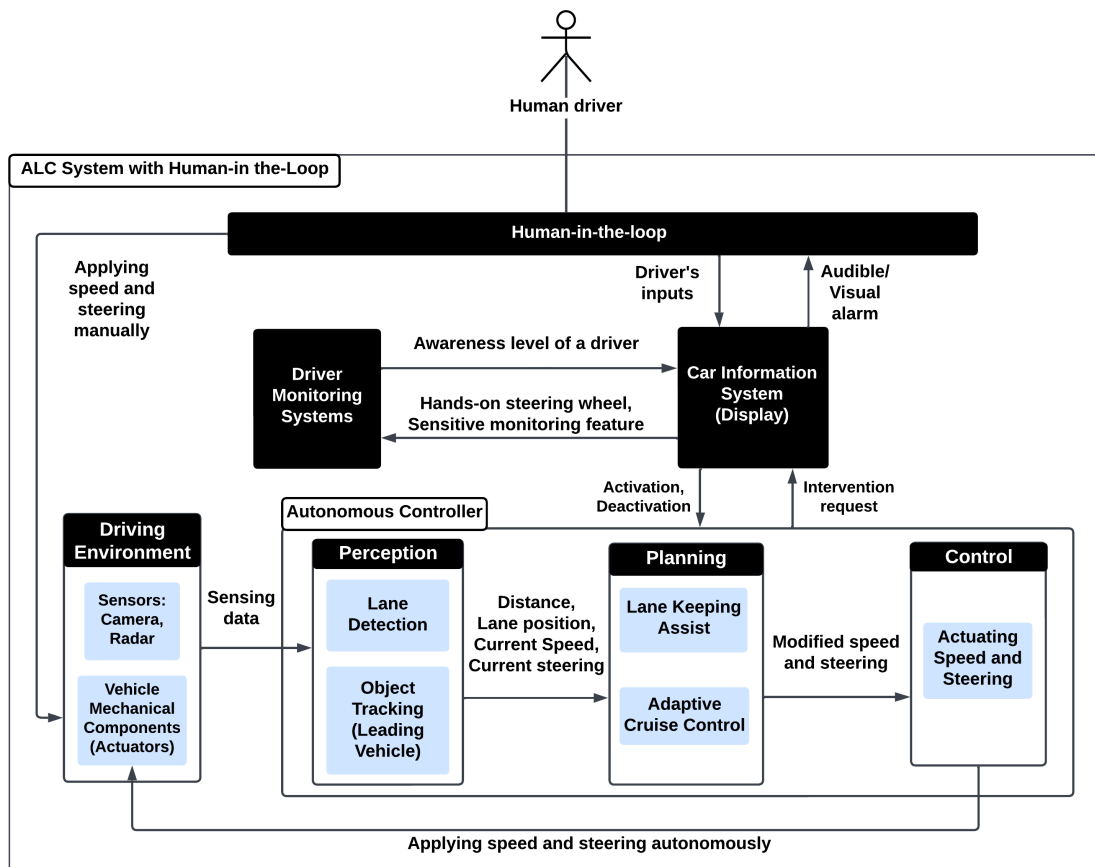 Human driver
ALC System with Human-in the-Loop
Human-in-the-loop
Applying
speed and
steering
manually
Driver's
inputs
Audible/
Visual
alarm
Driver
Monitoring
Systems
Awareness level of a driver
Hands-on steering wheel,
Sensitive monitoring feature
Car Information
System
(Display)
Activation,
Deactivation
Intervention
request
Autonomous Controller
Driving
Environment
Sensors:
Camera,
Radar
Vehicle
Mechanical
Components
(Actuators)
Sensing
data
Perception
Lane
Detection
Object
Tracking
(Leading
Vehicle)
Distance,
Lane position,
Current Speed,
Current steering
Planning
Lane Keeping
Assist
Adaptive
Cruise Control
Modified speed
and steering
Control
Actuating
Speed and
Steering
Applying speed and steering autonomously